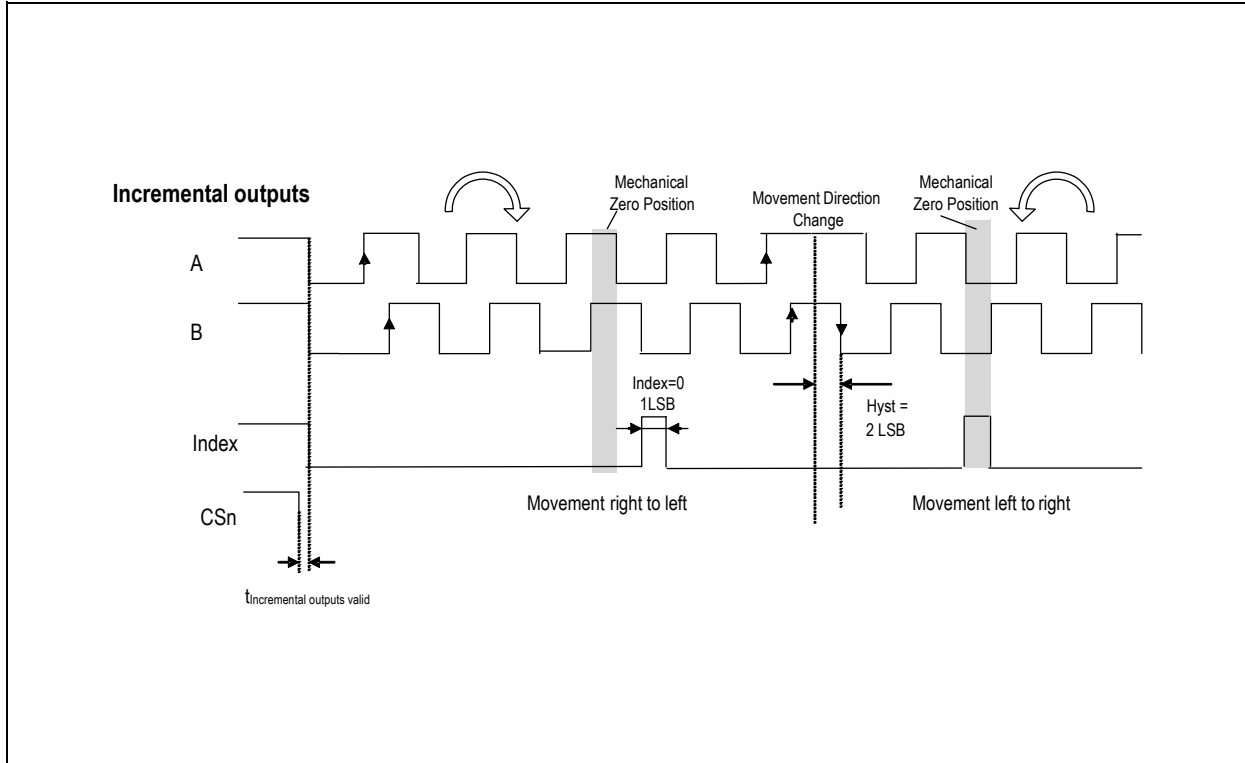 Incremental outputs
Mechanical
Zero Position
Movement Direction
Change
Mechanical
Zero Position
A
B
Index=0
1LSB
Hyst =
2 LSB
Index
Movement right to left
Movement left to right
CSn
tIncremental outputs valid